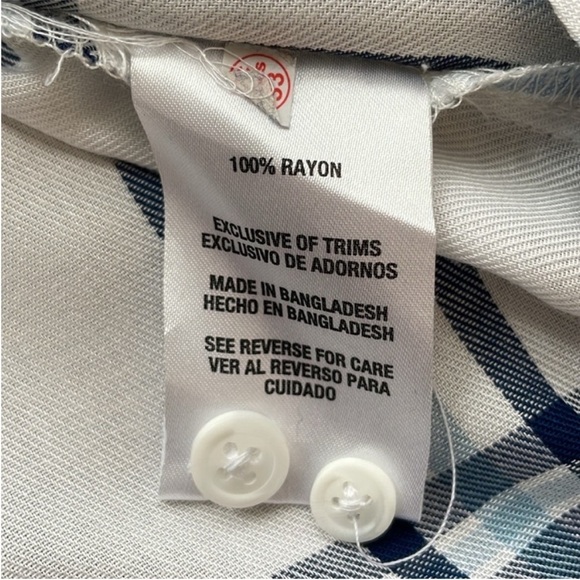 100% RAYON
EXCLUSIVE OF TRIMS
EXCLUSIVO DE ADORNOS
MADE IN BANGLADESH
HECHO EN BANGLADESH
SEE REVERSE FOR CARE
VER AL REVERSO PARA
CUIDADO